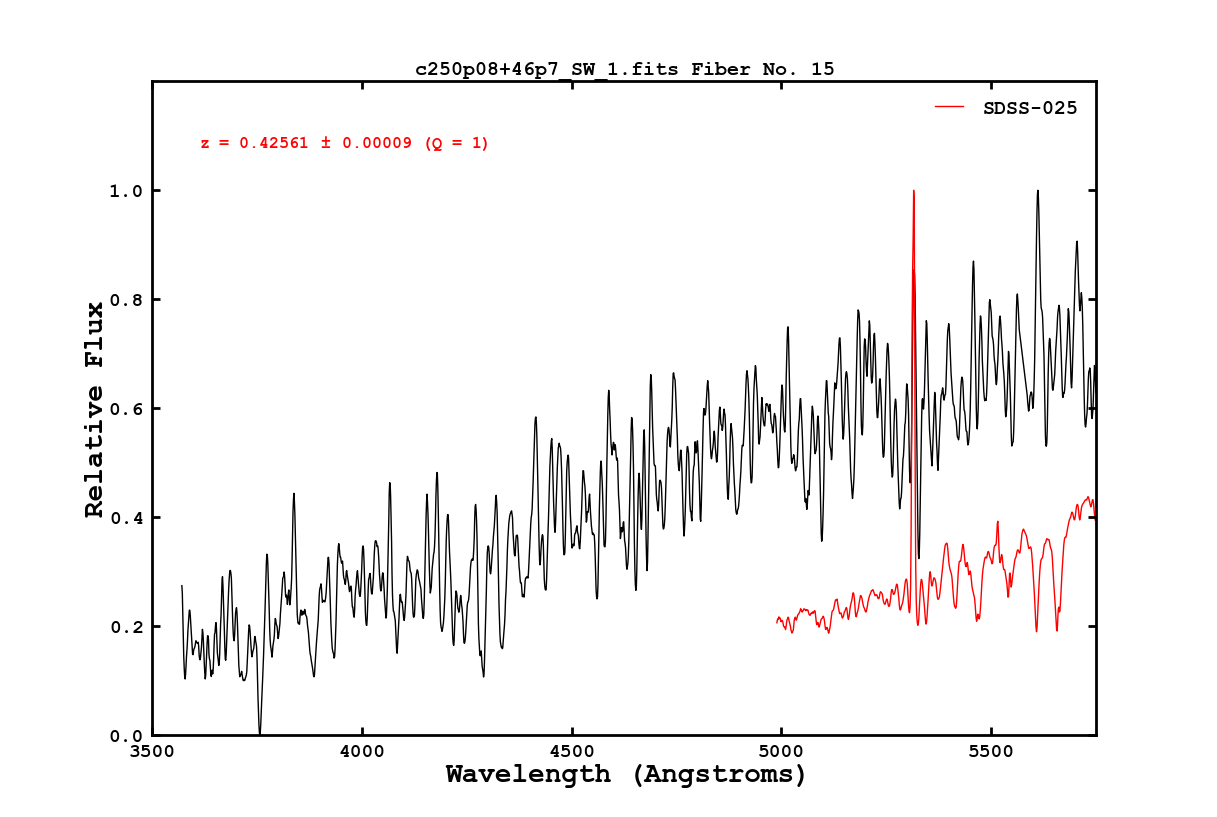 c250p08+46p7_SW_1.fits Fiber No. 15
SDSS-025
z = 0.42561 ± 0.00009 (Q = 1)
1.0
0.8
0.6
0.4
0.2
0.0
Relative Flux
3500 4000 4500 5000 5500
Wavelength (Angstroms)